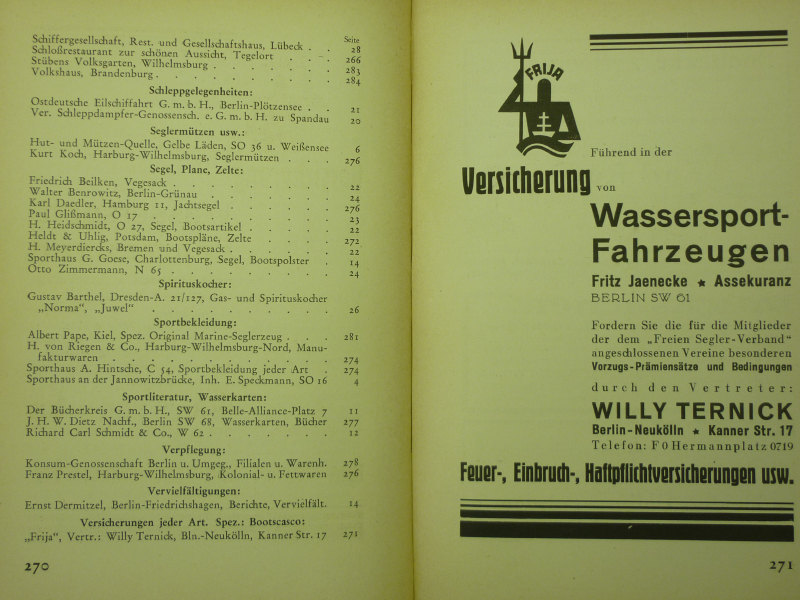 Seite
Schiffergesellschaft, Rest. und Gesellschaftshaus, Lübeck . . 28
Schloßrestaurant zur schönen Aussicht, Tegelort . . . 266
Stübens Volksgarten, Wilhelmsburg . . . . . . 283
Volkshaus, Brandenburg . . . . . . . . 284
Schleppgelegenheiten:
Ostdeutsche Eilschiffahrt G. m. b. H., Berlin-Plötzensee . . 21
Ver. Schleppdampfer-Genossensch. e. G. m. b. H. zu Spandau 20
Seglermützen usw.:
Hut- und Mützen-Quelle, Gelbe Läden, SO 36 u. Weißensee 6
Kurt Koch, Harburg-Wilhelmsburg, Seglermützen . . . 276
Segel, Plane, Zelte:
Friedrich Beilken, Vegesack . . . . . . . . 22
Walter Benrowitz, Berlin-Grünau . . . . . . . 24
Karl Daedler, Hamburg 11, Jachtsegel . . . . . . 276
Paul Glißmann, O 17 . . . . . . . . . 23
H. Heidschmidt, O 27, Segel, Bootsartikel . . . . . 22
Heldt & Uhlig, Potsdam, Bootspläne, Zelte . . . . 272
H. Meyerdiercks, Bremen und Vegesack . . . . . . 22
Sporthaus G. Goese, Charlottenburg, Segel, Bootspolster . 14
Otto Zimmermann, N 65 . . . . . . . . 24
Spirituskocher:
Gustav Barthel, Dresden-A. 21/127, Gas- und Spirituskocher
„Norma“, „Juwel“ . . . . . . . . . 26
Sportbekleidung:
Albert Pape, Kiel, Spez. Original Marine-Seglerzeug . . . 281
H. von Riegen & Co., Harburg-Wilhelmsburg-Nord, Manu-
fakturwaren . . . . . . . . . . . 274
Sporthaus A. Hintsche, C 54, Sportbekleidung jeder Art . 274
Sporthaus an der Jannowitzbrücke, Inh. E. Speckmann, SO 16 4
Sportliteratur, Wasserkarten:
Der Bücherkreis G. m. b. H., SW 61, Belle-Alliance-Platz 7 11
J. H. W. Dietz Nachf., Berlin SW 68, Wasserkarten, Bücher 277
Richard Carl Schmidt & Co., W 62 . . . . . . . 12
Verpflegung:
Konsum-Genossenschaft Berlin u. Umgeg., Filialen u. Warenh. 278
Franz Prestel, Harburg-Wilhelmsburg, Kolonial- u. Fettwaren 276
Vervielfältigungen:
Ernst Dermitzel, Berlin-Friedrichshagen, Berichte, Vervielfält. 14
Versicherungen jeder Art. Spez.: Bootscasco:
„Frija“, Vertr.: Willy Ternick, Bln.-Neukölln, Kanner Str. 17 271
270
FRIJA
Führend in der
Versicherung von
Wassersport-
Fahrzeugen
Fritz Jaenecke ★ Assekuranz
BERLIN SW 61
Fordern Sie die für die Mitglieder
der dem „Freien Segler-Verband“
angeschlossenen Vereine besonderen
Vorzugs-Prämiensätze und Bedingungen
durch den Vertreter:
WILLY TERNICK
Berlin-Neukölln ★ Kanner Str. 17
Telefon: F 0 Hermannplatz 0719
Feuer-, Einbruch-, Haftpflichtversicherungen usw.
271